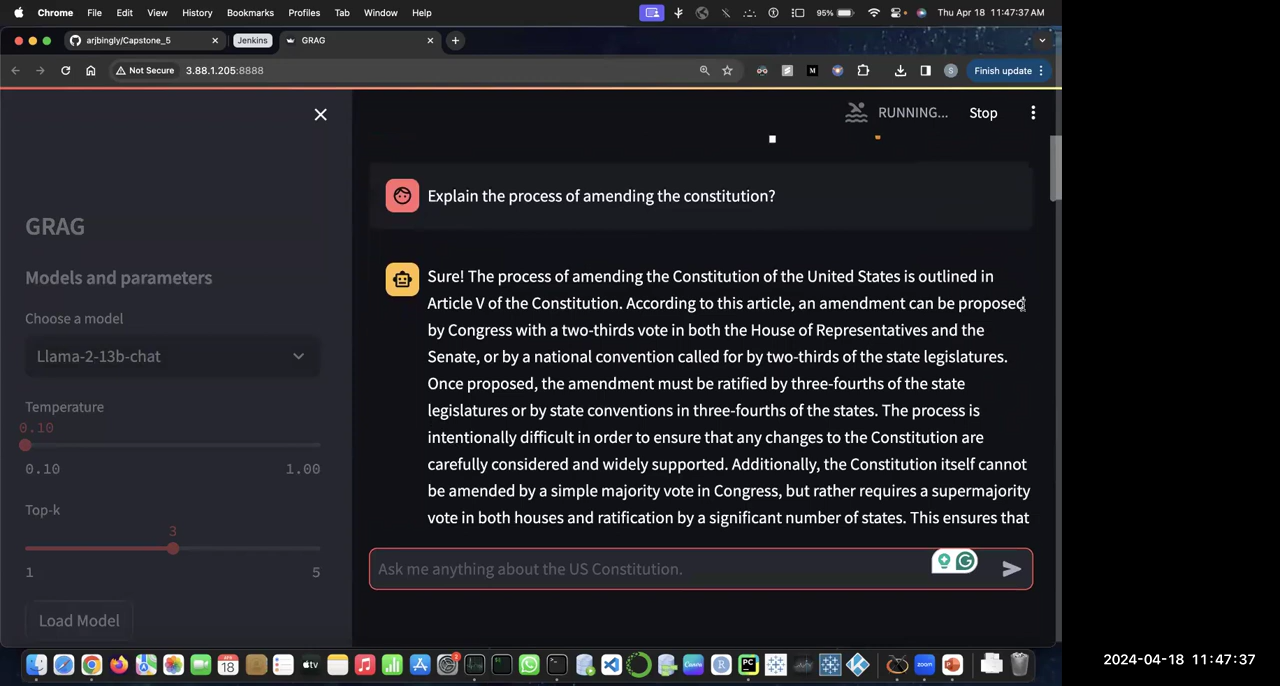 Chrome File Edit View History Bookmarks Profiles Tab Window Help 95% Thu Apr 18 11:47:37 AM
arjbingly/Capstone_5 Jenkins GRAG
Not Secure 3.88.1.205:8888 M S Finish update
RUNNING... Stop
GRAG
Models and parameters
Choose a model
Llama-2-13b-chat
Temperature
0.10
0.10 1.00
Top-k
3
1 5
Load Model
Explain the process of amending the constitution?
Sure! The process of amending the Constitution of the United States is outlined in
Article V of the Constitution. According to this article, an amendment can be proposed
by Congress with a two-thirds vote in both the House of Representatives and the
Senate, or by a national convention called for by two-thirds of the state legislatures.
Once proposed, the amendment must be ratified by three-fourths of the state
legislatures or by state conventions in three-fourths of the states. The process is
intentionally difficult in order to ensure that any changes to the Constitution are
carefully considered and widely supported. Additionally, the Constitution itself cannot
be amended by a simple majority vote in Congress, but rather requires a supermajority
vote in both houses and ratification by a significant number of states. This ensures that
Ask me anything about the US Constitution.
APR
18
tv
R
PC
zoom
2024-04-18 11:47:37